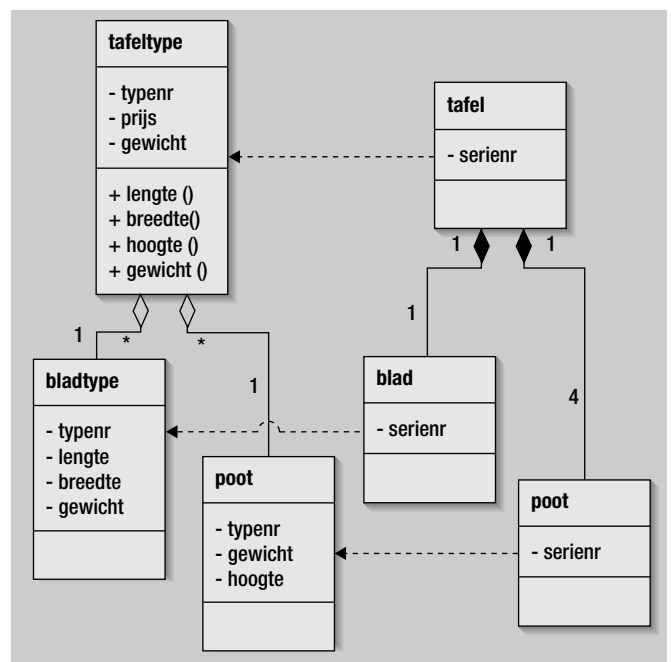 tafeltype
- typenr
- prijs
- gewicht
+ lengte ()
+ breedte()
+ hoogte ()
+ gewicht ()
tafel
- serienr
1
1
1
*
*
1
1
4
bladtype
- typenr
- lengte
- breedte
- gewicht
blad
- serienr
poot
- typenr
- gewicht
- hoogte
poot
- serienr